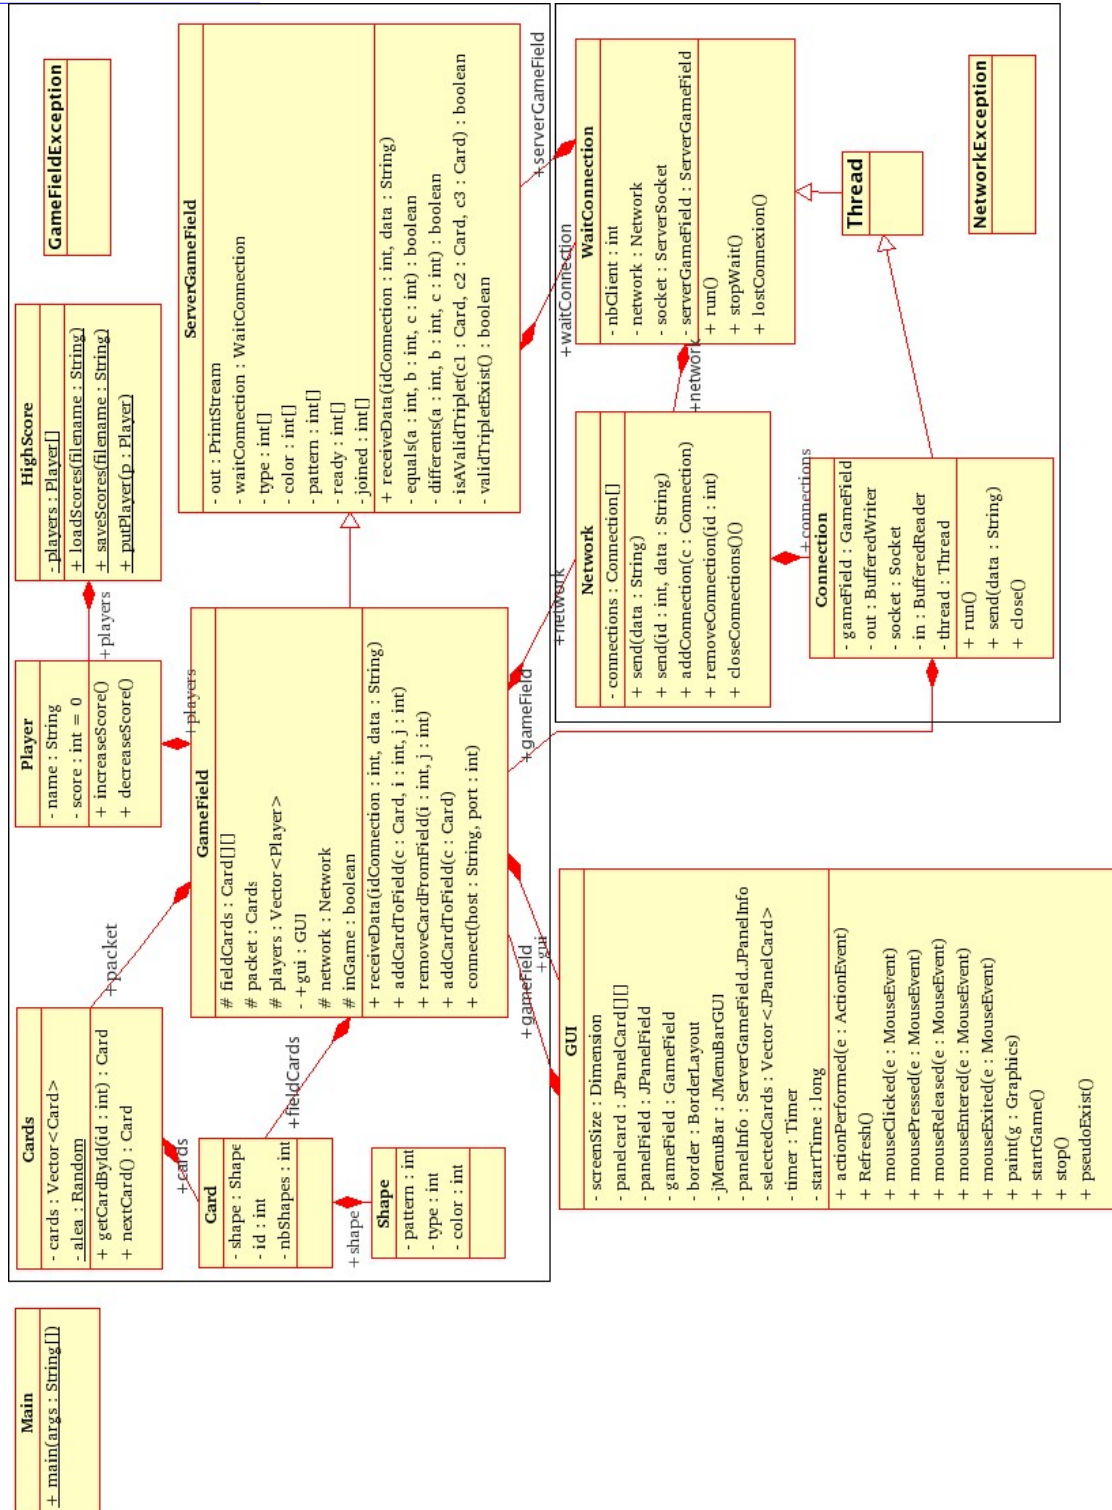 Main
+ main(args : String[])
Cards
- cards : Vector<Card>
- alea : Random
+ getCardById(id : int) : Card
+ nextCard() : Card
+cards
Card
- shape : Shape
- id : int
- nbShapes : int
+shape
Shape
- pattern : int
- type : int
- color : int
+packet
+fieldCards
Player
- name : String
- score : int = 0
+ increaseScore()
+ decreaseScore()
+players
+players
HighScore
- players : Player[]
+ loadScores(filename : String)
+ saveScores(filename : String)
+ putPlayer(p : Player)
GameFieldException
GameField
# fieldCards : Card[][]
# packet : Cards
# players : Vector<Player>
- +gui : GUI
# network : Network
# inGame : boolean
+ receiveData(idConnection : int, data : String)
+ addCardToField(c : Card, i : int, j : int)
+ removeCardFromField(i : int, j : int)
+ addCardToField(c : Card)
+ connect(host : String, port : int)
ServerGameField
- out : PrintStream
- waitConnection : WaitConnection
- type : int[]
- color : int[]
- pattern : int[]
- ready : int[]
- joined : int[]
+ receiveData(idConnection : int, data : String)
- equals(a : int, b : int, c : int) : boolean
- differents(a : int, b : int, c : int) : boolean
- isAValidTriplet(c1 : Card, c2 : Card, c3 : Card) : boolean
- validTripletExist() : boolean
+gameField
+gui
+gameField
+network
+waitConnection
+serverGameField
GUI
- screenSize : Dimension
- panelcard : JPanelCard[][]
- panelField : JPanelField
- gameField : GameField
- border : BorderLayout
- jMenuBar : JMenuBarGUI
- panelInfo : ServerGameField.JPanelInfo
- selectedCards : Vector<JPanelCard>
- timer : Timer
- startTime : long
+ actionPerformed(e : ActionEvent)
+ Refresh()
+ mouseClicked(e : MouseEvent)
+ mousePressed(e : MouseEvent)
+ mouseReleased(e : MouseEvent)
+ mouseEntered(e : MouseEvent)
+ mouseExited(e : MouseEvent)
+ paint(g : Graphics)
+ startGame()
+ stop()
+ pseudoExist()
Network
- connections : Connection[]
+ send(data : String)
+ send(id : int, data : String)
+ addConnection(c : Connection)
+ removeConnection(id : int)
+ closeConnections()()
+network
+connections
WaitConnection
- nbClient : int
- network : Network
- socket : ServerSocket
- serverGameField : ServerGameField
+ run()
+ stopWait()
+ lostConnexion()
Connection
- gameField : GameField
- out : BufferedWriter
- socket : Socket
- in : BufferedReader
- thread : Thread
+ run()
+ send(data : String)
+ close()
Thread
NetworkException